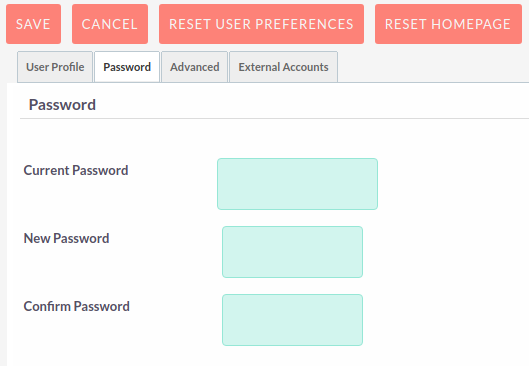 SAVE CANCEL RESET USER PREFERENCES RESET HOMEPAGE
User Profile Password Advanced External Accounts
Password
Current Password
New Password
Confirm Password